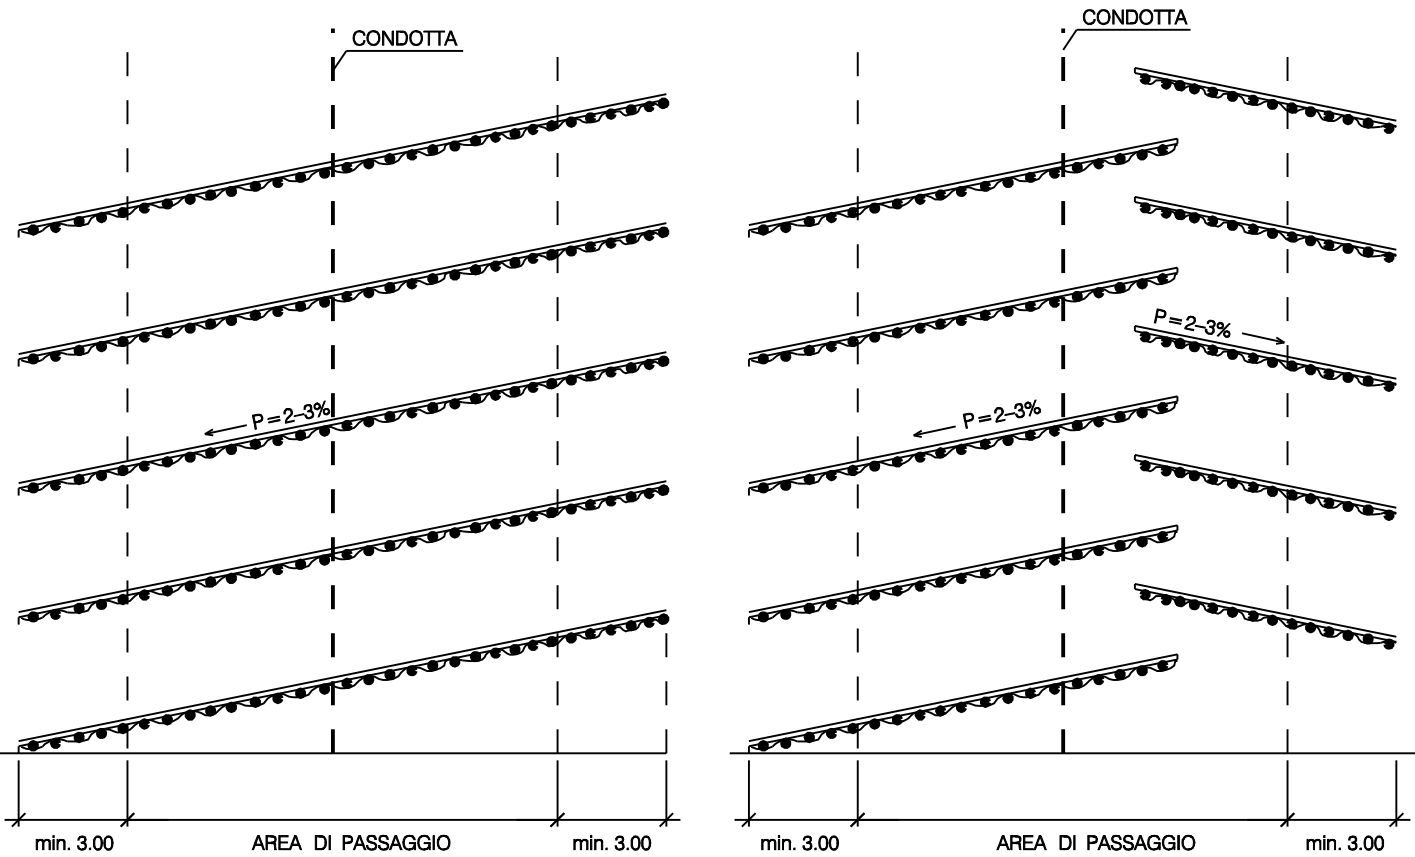 CONDOTTA
P=2-3%
min. 3.00
AREA DI PASSAGGIO
min. 3.00
CONDOTTA
P=2-3%
P=2-3%
min. 3.00
AREA DI PASSAGGIO
min. 3.00